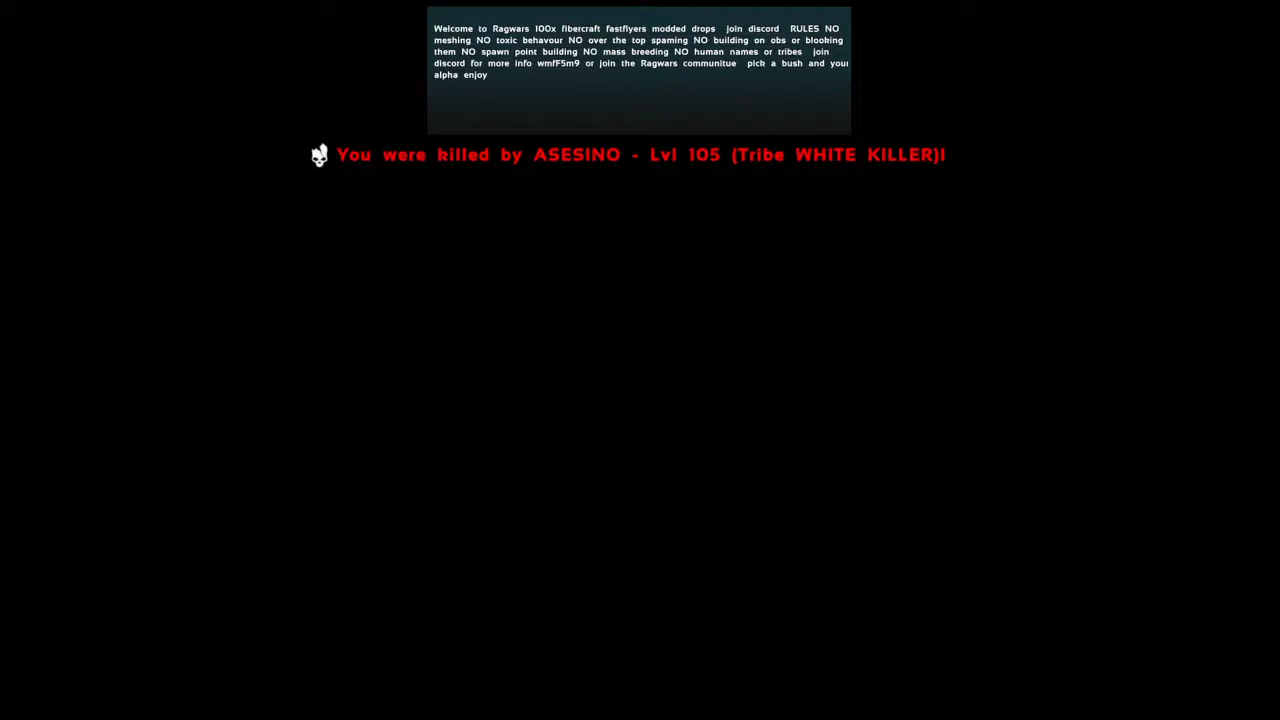 Welcome to Ragwars 100x fibercraft fastflyers modded drops join discord RULES NO
meshing NO toxic behavour NO over the top spaming NO building on obs or blooking
them NO spawn point building NO mass breeding NO human names or tribes join
discord for more info wmfF5m9 or join the Ragwars communitue pick a bush and your
alpha enjoy
You were killed by ASESINO - Lvl 105 (Tribe WHITE KILLER)!